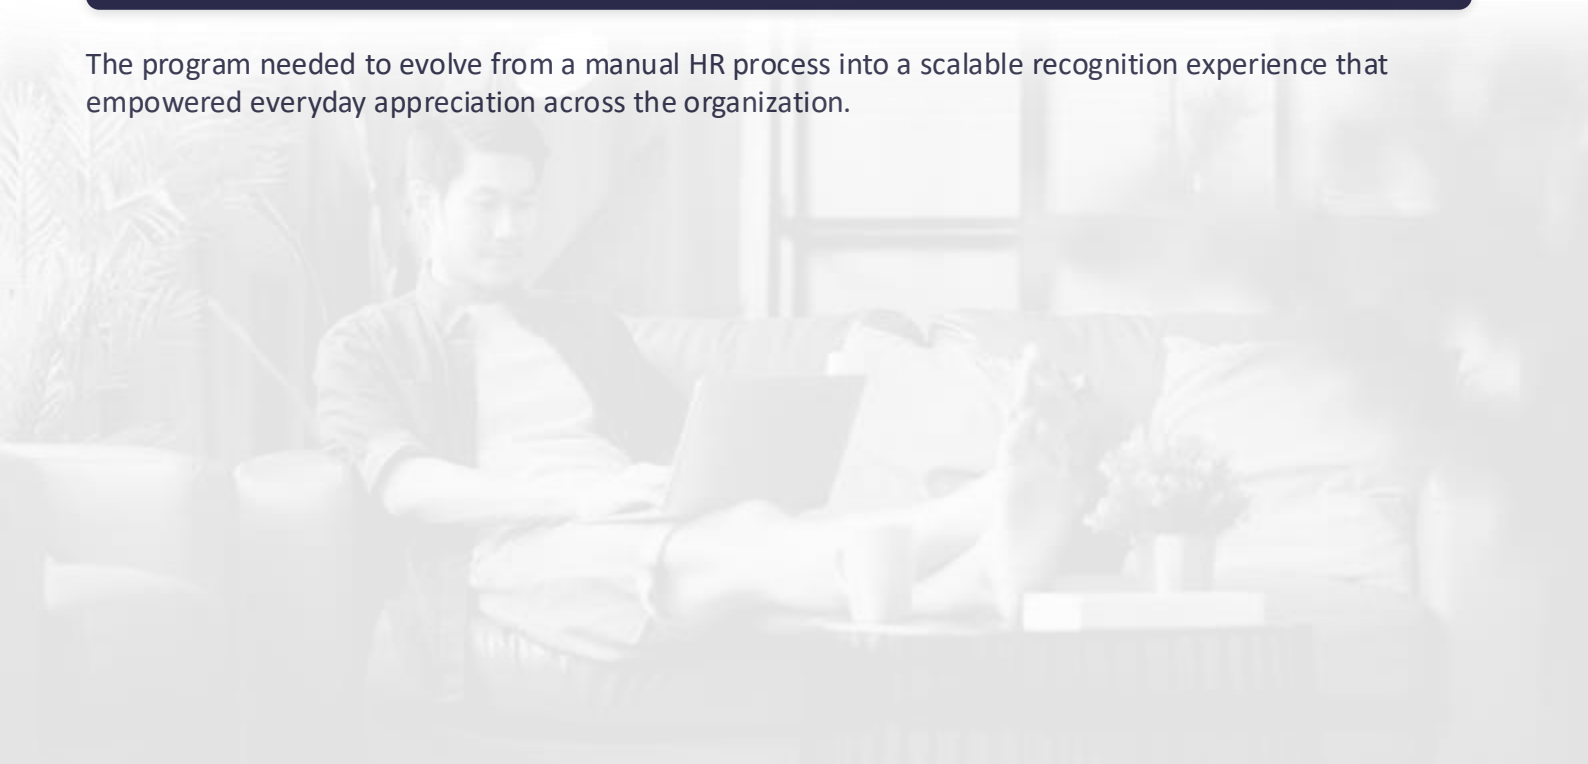 The program needed to evolve from a manual HR process into a scalable recognition experience that
empowered everyday appreciation across the organization.